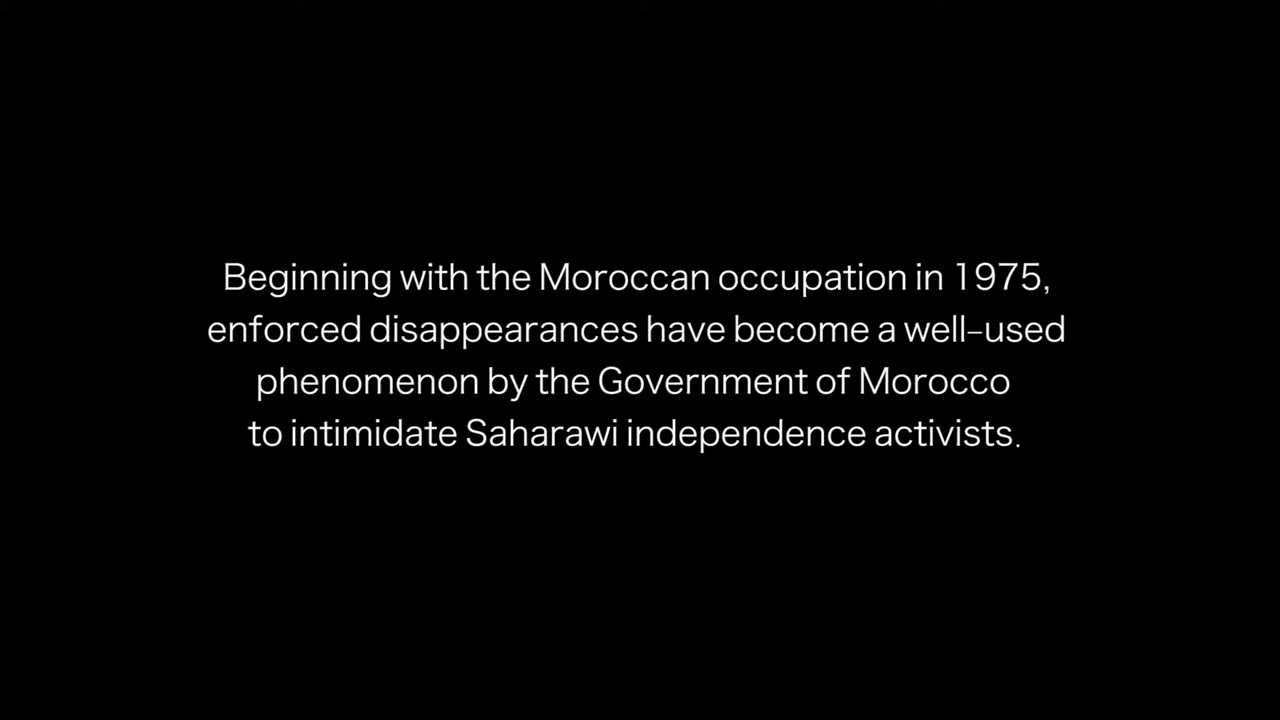 Beginning with the Moroccan occupation in 1975,
enforced disappearances have become a well-used
phenomenon by the Government of Morocco
to intimidate Saharawi independence activists.